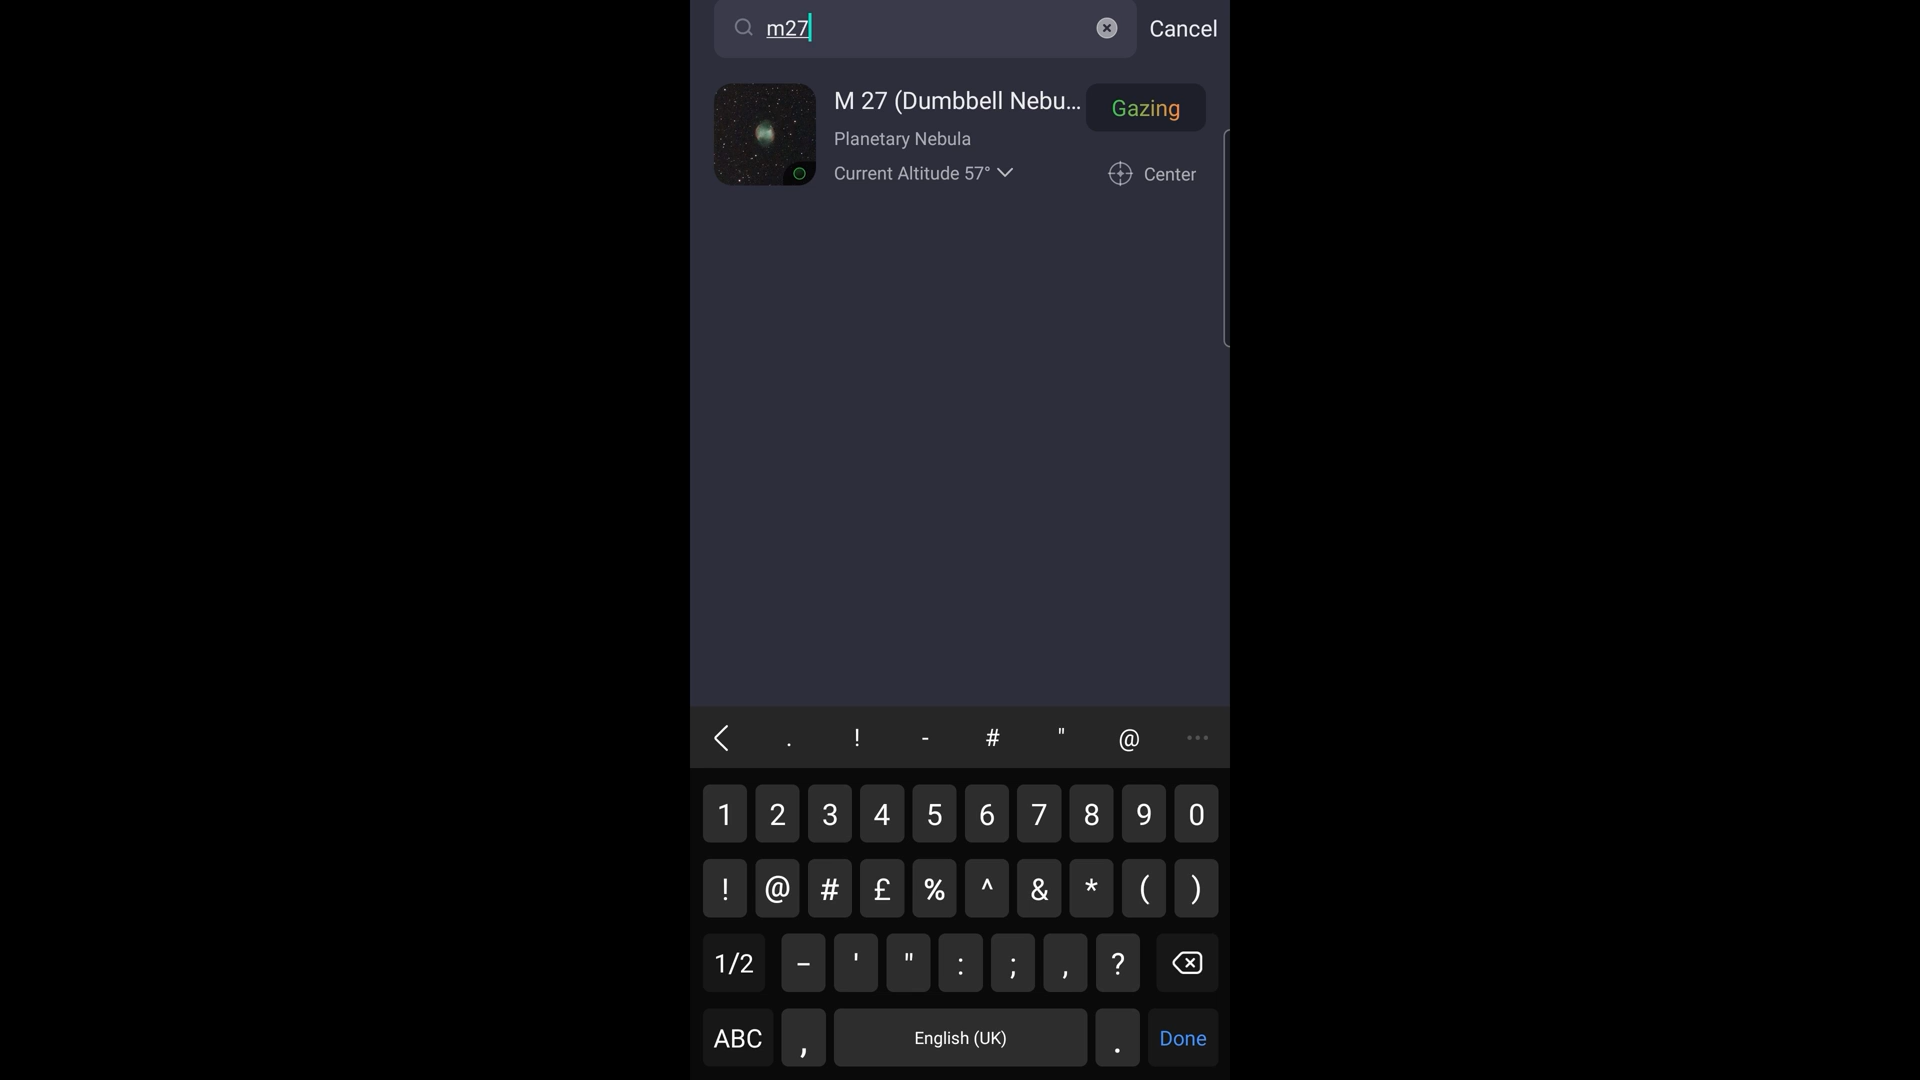 m27
Cancel
M 27 (Dumbbell Nebu...
Gazing
Planetary Nebula
Current Altitude 57°
Center
. ! - # " @ ...
1 2 3 4 5 6 7 8 9 0
! @ # £ % ^ & * ( )
1/2 - ' " : ; , ?
ABC , English (UK) . Done